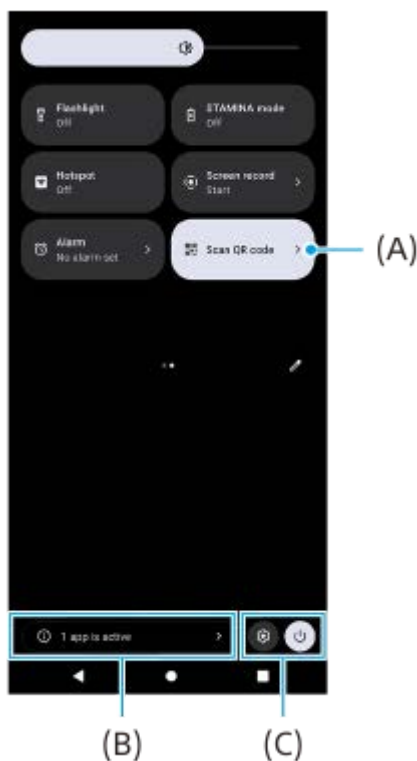 Flashlight
Off
STAMINA mode
Off
Hotspot
Off
Screen record
Start
Alarm
No alarm set
Scan QR code
(A)
1 app is active
(B)
(C)